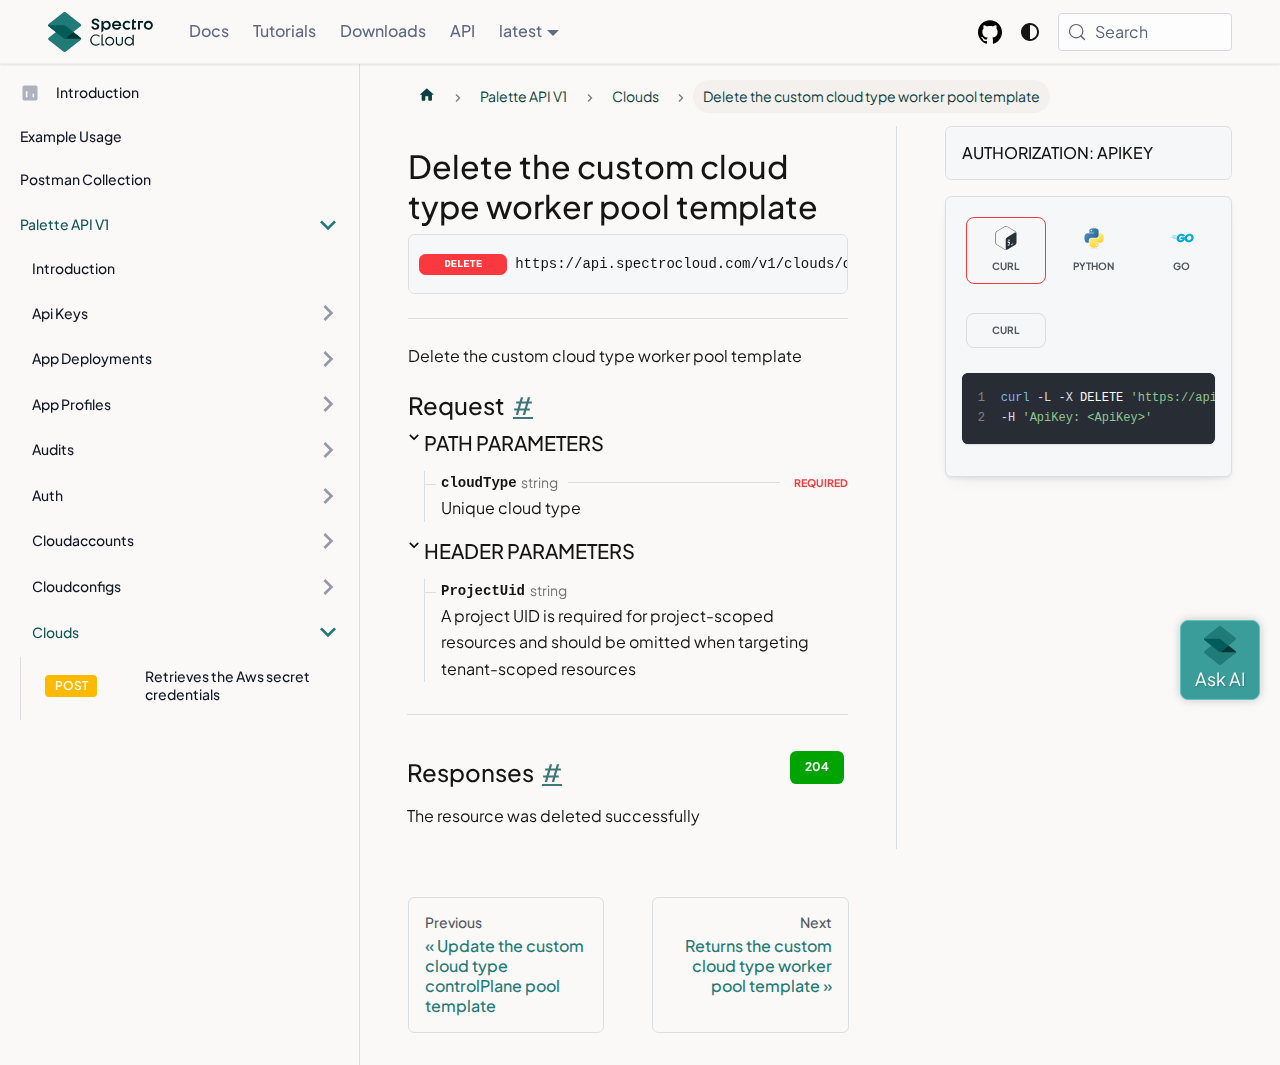 Spectro
Cloud
Docs
Tutorials
Downloads
API
latest
Search
Introduction
Example Usage
Postman Collection
Palette API V1
Introduction
Api Keys
App Deployments
App Profiles
Audits
Auth
Cloudaccounts
Cloudconfigs
Clouds
POST
Retrieves the Aws secret
credentials
Palette API V1
Clouds
Delete the custom cloud type worker pool template
Delete the custom cloud
type worker pool template
DELETE
https://api.spectrocloud.com/v1/clouds/
Delete the custom cloud type worker pool template
Request #
PATH PARAMETERS
cloudType string
REQUIRED
Unique cloud type
HEADER PARAMETERS
ProjectUid string
A project UID is required for project-scoped
resources and should be omitted when targeting
tenant-scoped resources
Responses #
204
The resource was deleted successfully
Previous
« Update the custom
cloud type
controlPlane pool
template
Next
Returns the custom
cloud type worker
pool template »
AUTHORIZATION: APIKEY
CURL
PYTHON
GO
CURL
1 curl -L -X DELETE 'https://api
2 -H 'ApiKey: <ApiKey>'
Ask AI